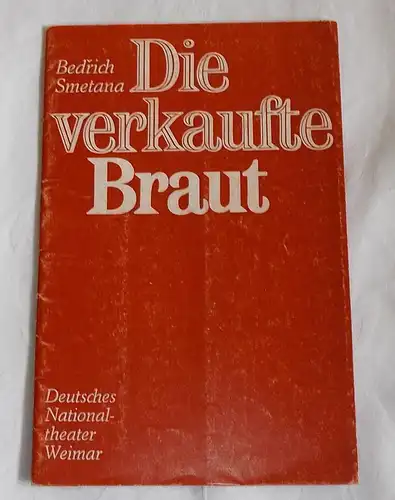 Bedřich
Smetana
Die
verkaufte
Braut
Deutsches
National-
theater
Weimar